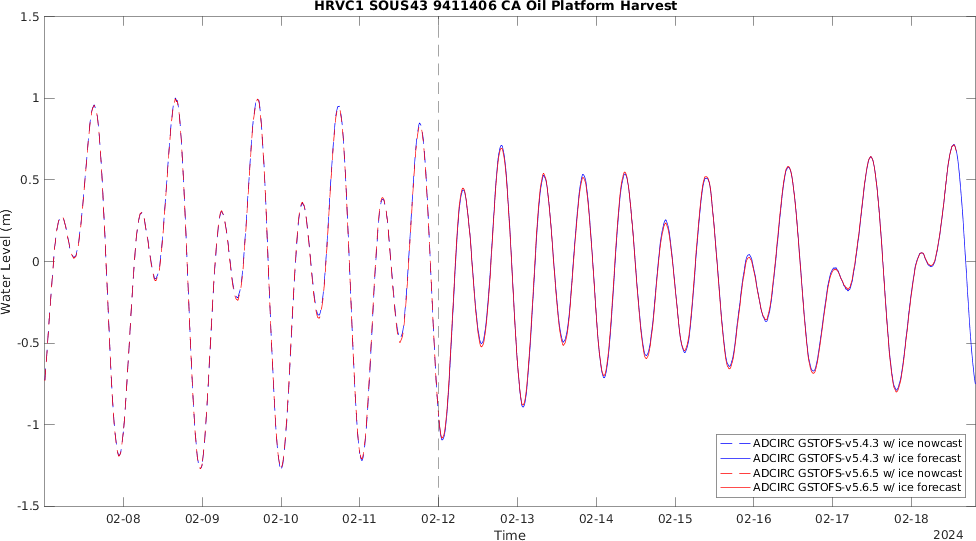 HRVC1 SOUS43 9411406 CA Oil Platform Harvest
1.5
1
0.5
0
-0.5
-1
-1.5
Water Level (m)
02-08 02-09 02-10 02-11 02-12 02-13 02-14 02-15 02-16 02-17 02-18
Time
2024
ADCIRC GSTOFS-v5.4.3 w/ ice nowcast
ADCIRC GSTOFS-v5.4.3 w/ ice forecast
ADCIRC GSTOFS-v5.6.5 w/ ice nowcast
ADCIRC GSTOFS-v5.6.5 w/ ice forecast